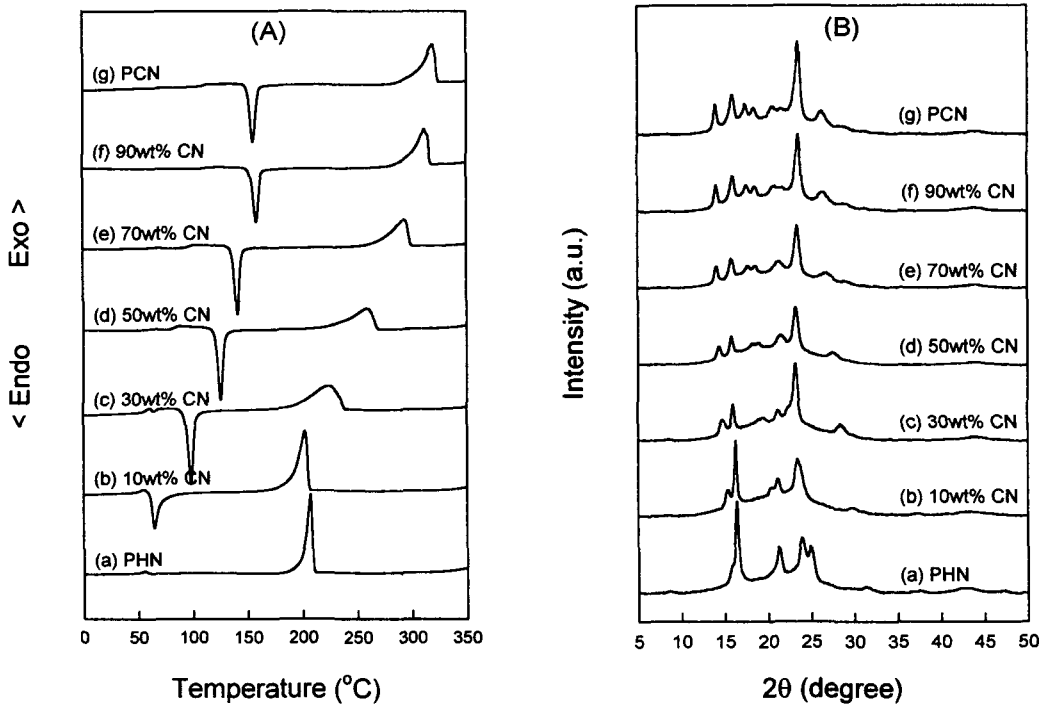 (A)
(g) PCN
(f) 90wt% CN
(e) 70wt% CN
(d) 50wt% CN
(c) 30wt% CN
(b) 10wt% CN
(a) PHN
< Endo Exo >
0 50 100 150 200 250 300 350
Temperature (°C)
(B)
(g) PCN
(f) 90wt% CN
(e) 70wt% CN
(d) 50wt% CN
(c) 30wt% CN
(b) 10wt% CN
(a) PHN
Intensity (a.u.)
5 10 15 20 25 30 35 40 45 50
2θ (degree)